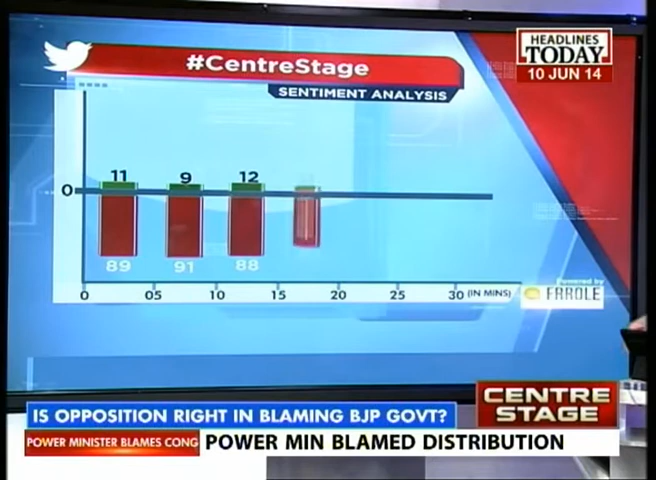 HEADLINES
TODAY
10 JUN 14
#CentreStage
SENTIMENT ANALYSIS
11 9 12
0
89 91 88
0 05 10 15 20 25 30 (IN MINS)
Powered by
FRROLE
IS OPPOSITION RIGHT IN BLAMING BJP GOVT?
CENTRE
STAGE
POWER MINISTER BLAMES CONG
POWER MIN BLAMED DISTRIBUTION